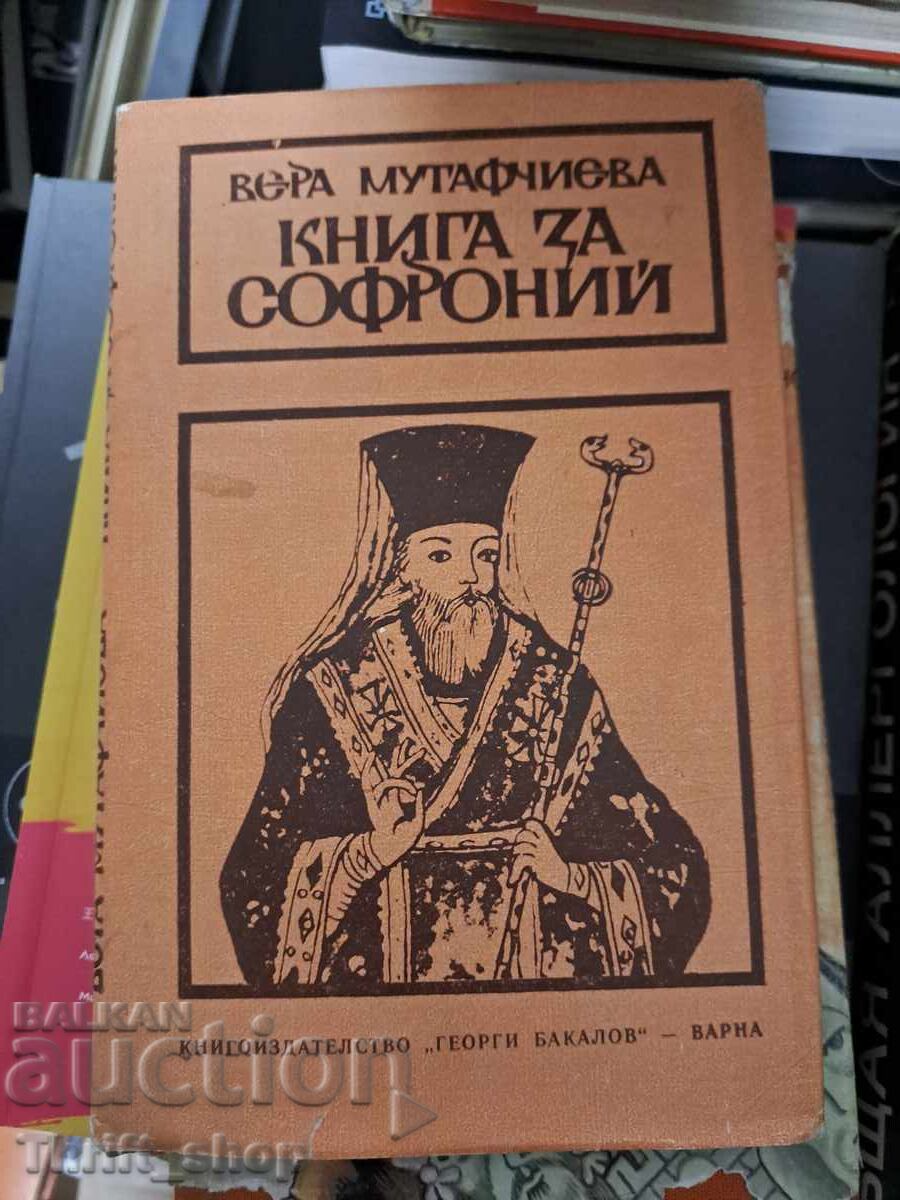 ВЕРА МУТАФЧИЕВА
КНИГА ЗА
СОФРОНИЙ
КНИГОИЗДАТЕЛСТВО „ГЕОРГИ БАКАЛОВ“ – ВАРНА
BALKAN
auction
Thrift_shop